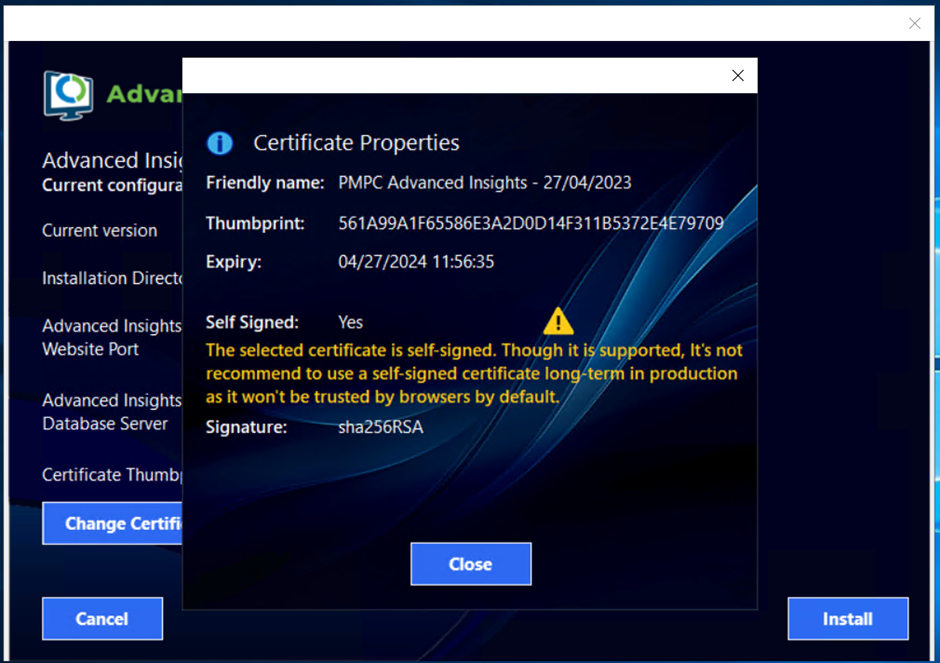 Certificate Properties
Friendly name: PMPC Advanced Insights - 27/04/2023
Thumbprint: 561A99A1F65586E3A2D0D14F311B5372E4E79709
Expiry: 04/27/2024 11:56:35
Self Signed: Yes
The selected certificate is self-signed. Though it is supported, It's not
recommend to use a self-signed certificate long-term in production
as it won't be trusted by browsers by default.
Signature: sha256RSA
Close
Advan
Advanced Insig
Current configura
Current version
Installation Directo
Advanced Insights
Website Port
Advanced Insights
Database Server
Certificate Thumbp
Change Certific
Cancel
Install